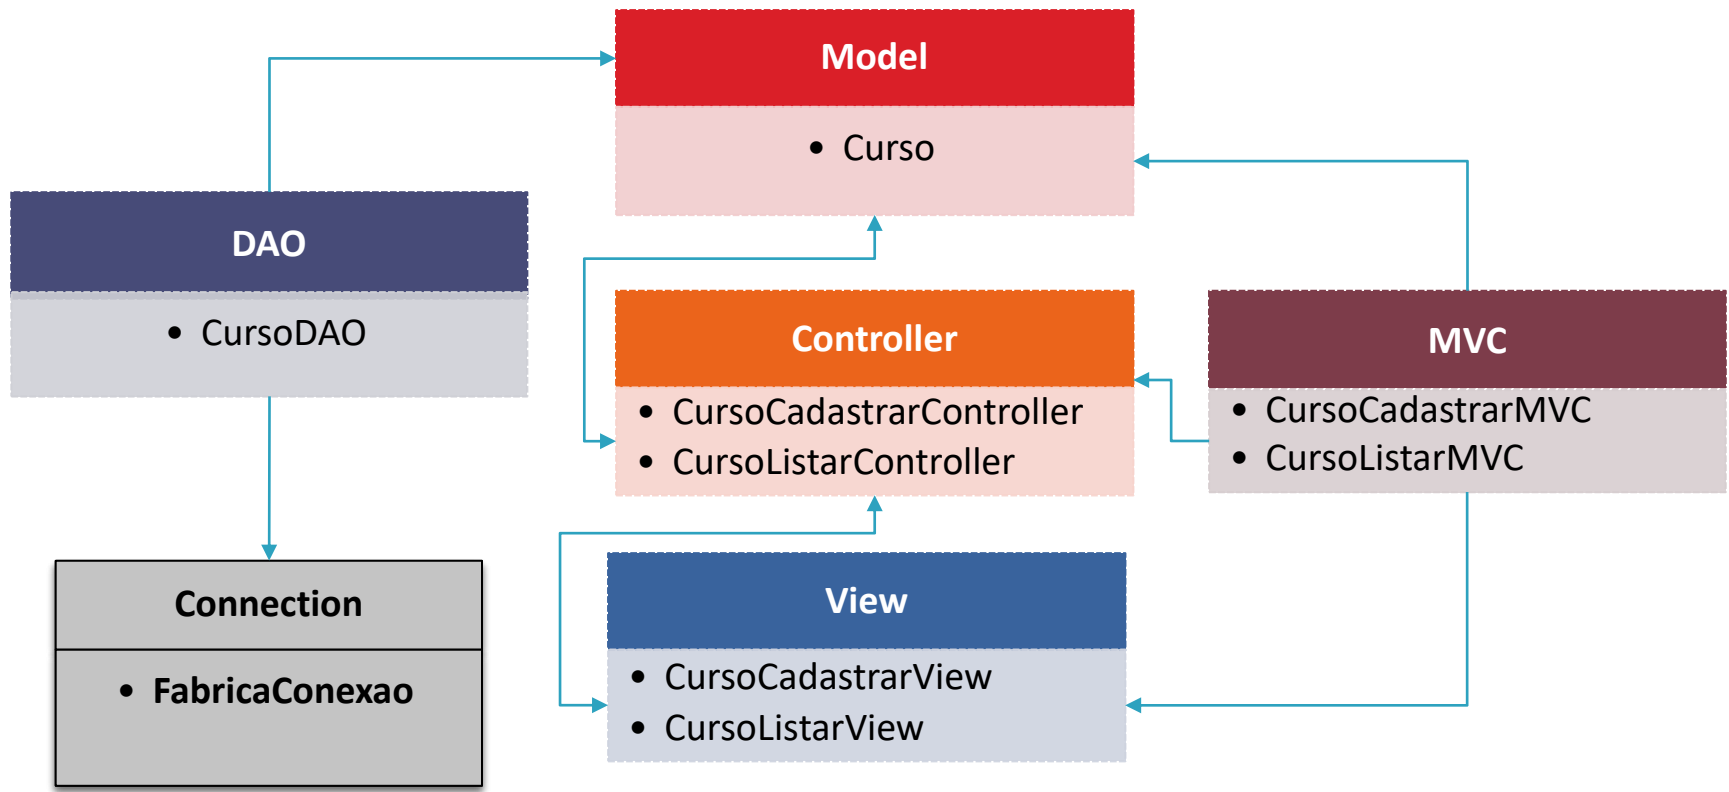 Model
• Curso
DAO
• CursoDAO
Controller
• CursoCadastrarController
• CursoListarController
MVC
• CursoCadastrarMVC
• CursoListarMVC
Connection
• FabricaConexao
View
• CursoCadastrarView
• CursoListarView